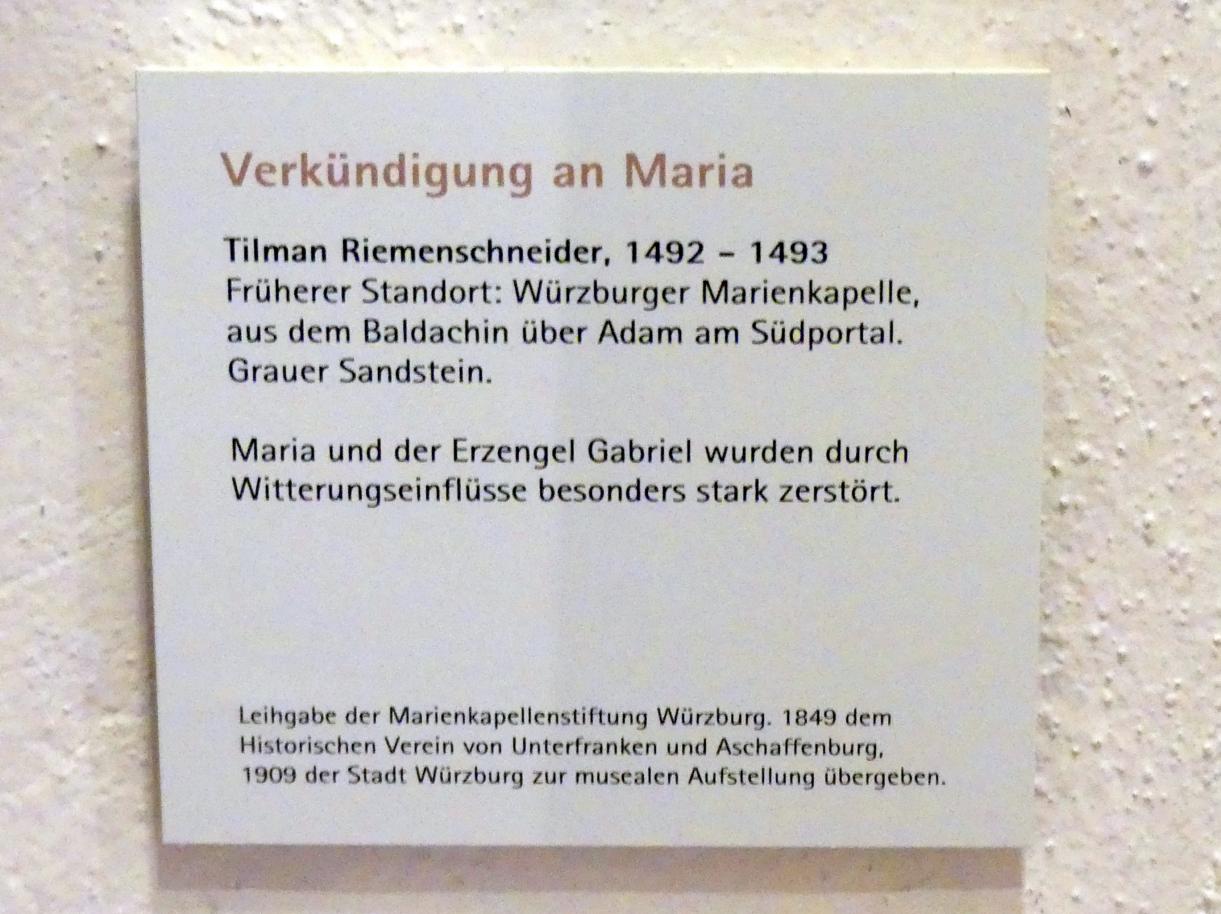 Verkündigung an Maria
Tilman Riemenschneider, 1492 – 1493
Früherer Standort: Würzburger Marienkapelle,
aus dem Baldachin über Adam am Südportal.
Grauer Sandstein.
Maria und der Erzengel Gabriel wurden durch
Witterungseinflüsse besonders stark zerstört.
Leihgabe der Marienkapellenstiftung Würzburg. 1849 dem
Historischen Verein von Unterfranken und Aschaffenburg,
1909 der Stadt Würzburg zur musealen Aufstellung übergeben.